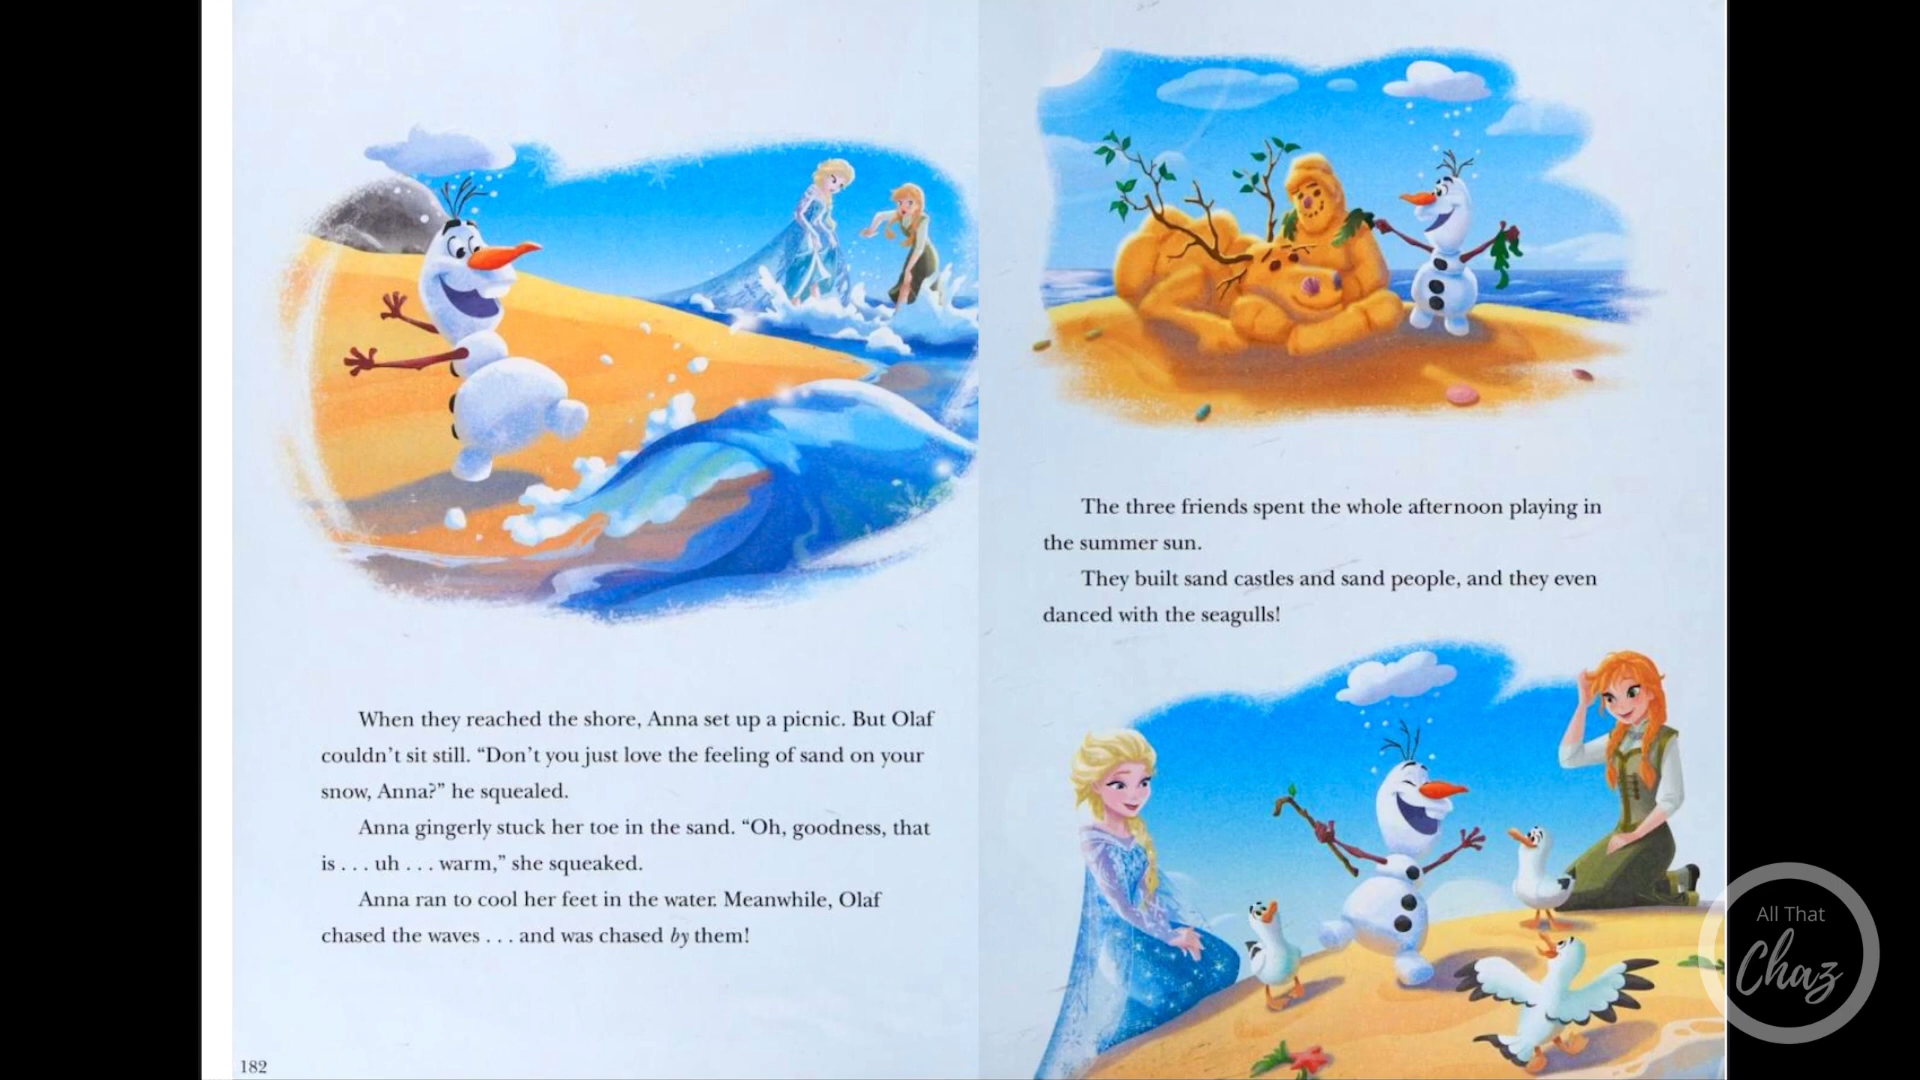 When they reached the shore, Anna set up a picnic. But Olaf
couldn't sit still. “Don't you just love the feeling of sand on your
snow, Anna?” he squealed.
Anna gingerly stuck her toe in the sand. “Oh, goodness, that
is . . . uh . . . warm,” she squeaked.
Anna ran to cool her feet in the water. Meanwhile, Olaf
chased the waves . . . and was chased by them!
182
The three friends spent the whole afternoon playing in
the summer sun.
They built sand castles and sand people, and they even
danced with the seagulls!
All That
Chaz